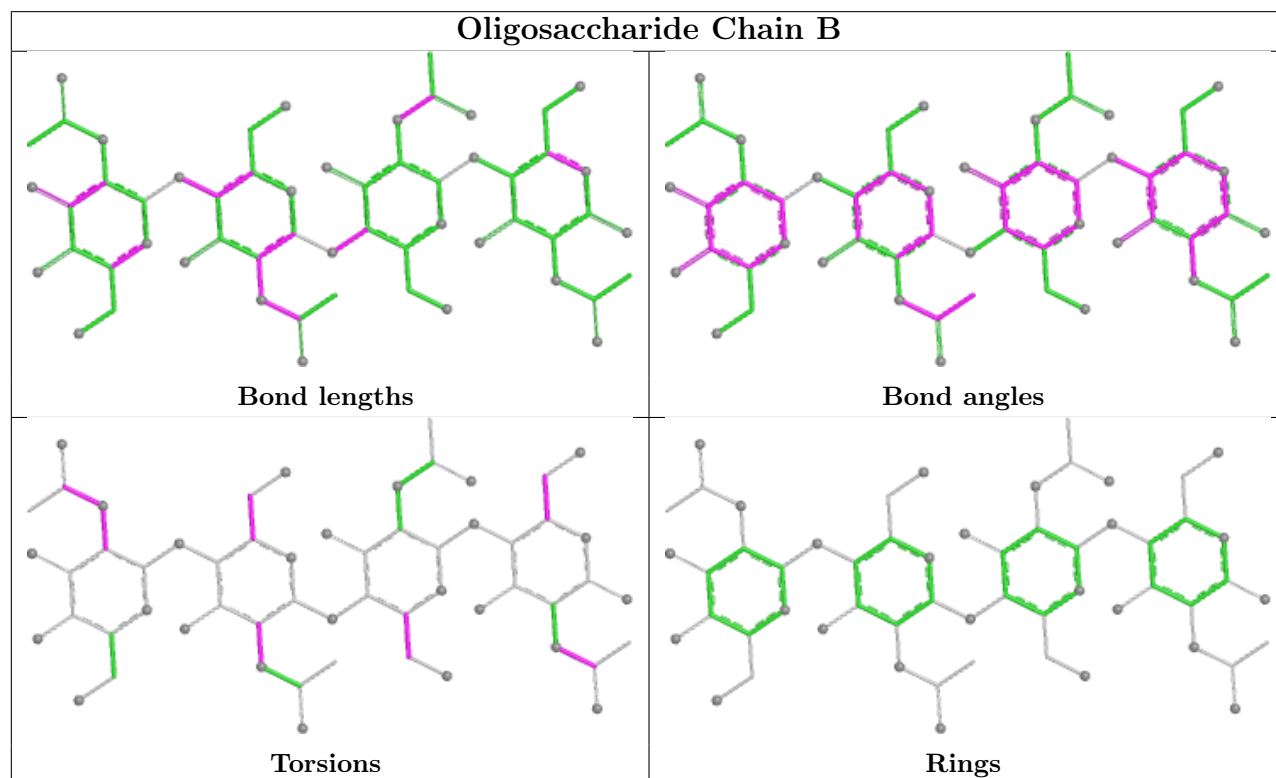 Oligosaccharide Chain B
Bond lengths
Bond angles
Torsions
Rings